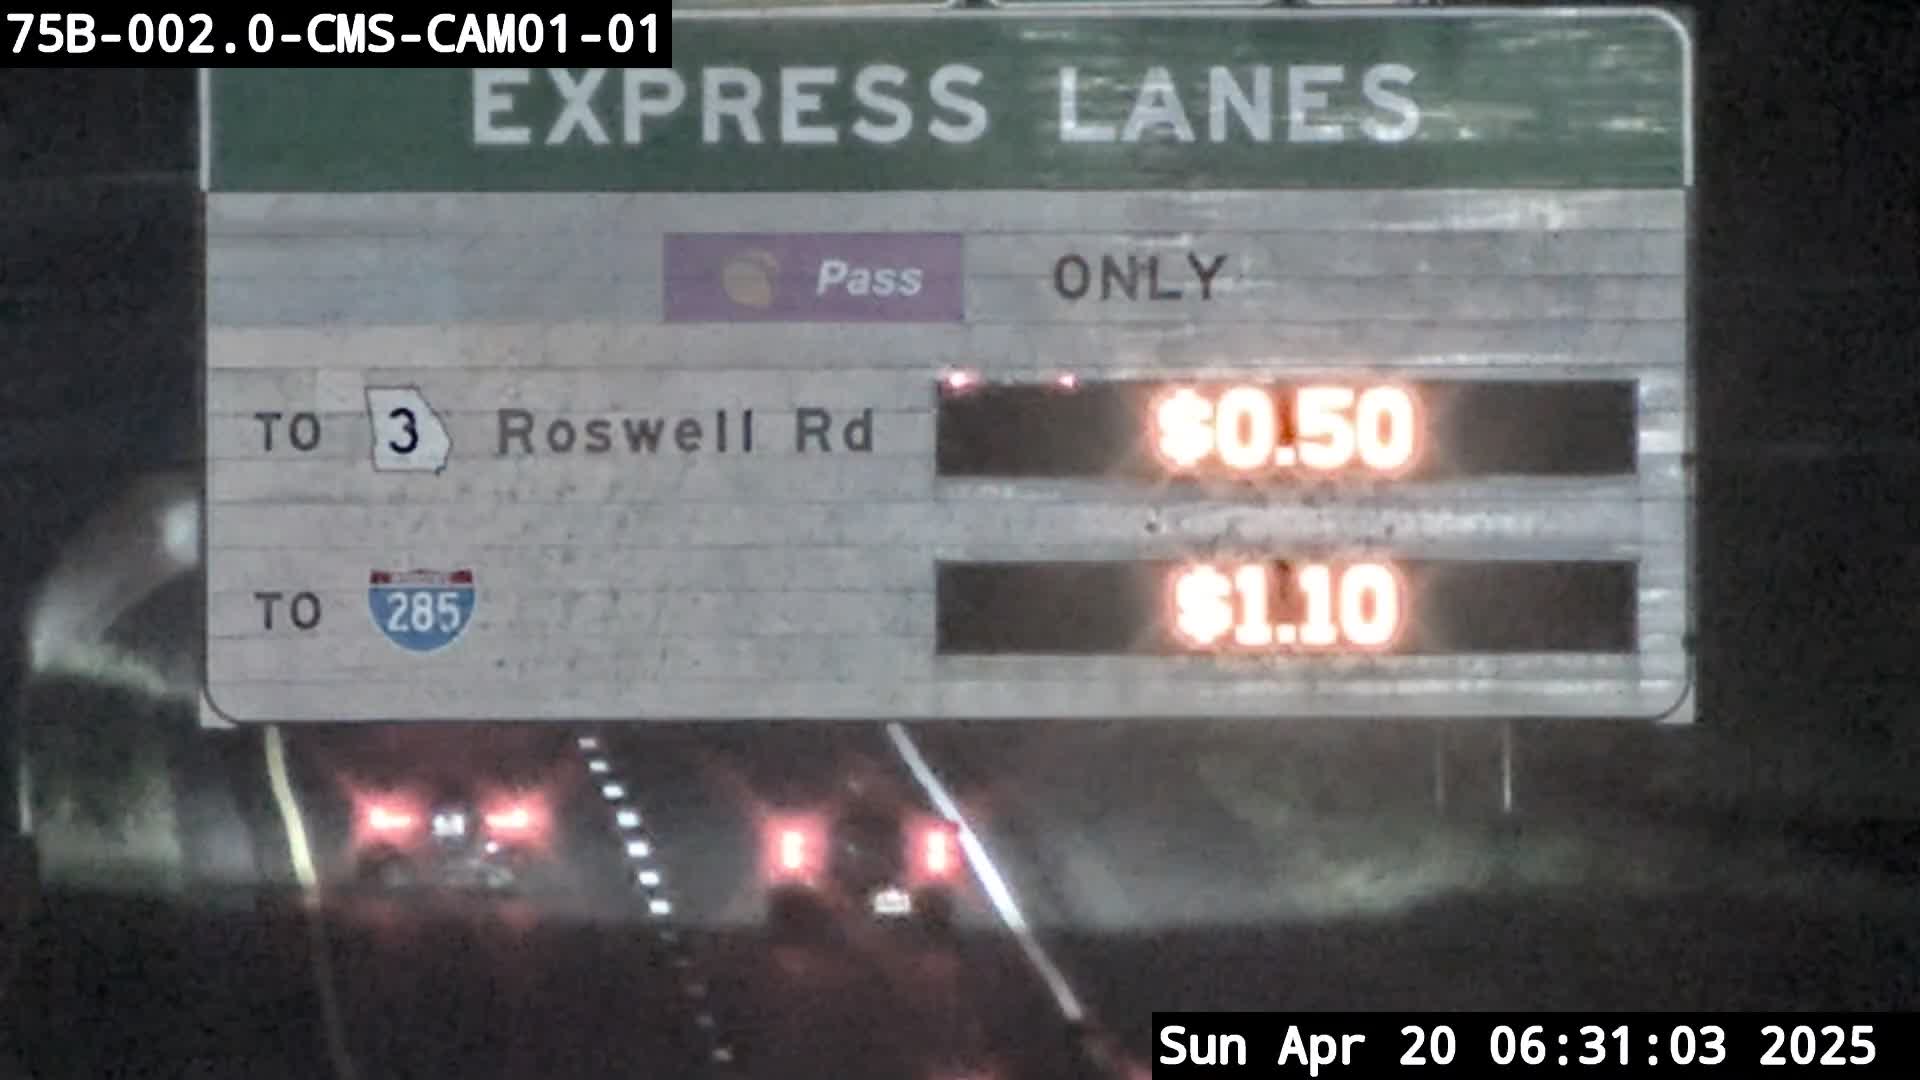 75B-002.0-CMS-CAM01-01
EXPRESS LANES
Pass ONLY
TO 3 Roswell Rd $0.50
TO 285 $1.10
Sun Apr 20 06:31:03 2025